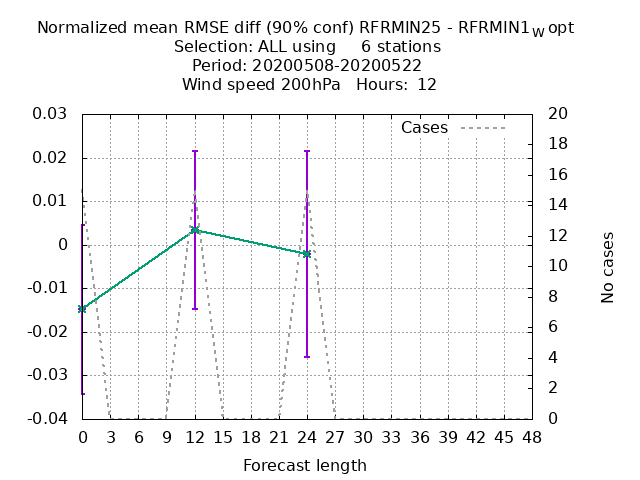 Normalized mean RMSE diff (90% conf) RFRMIN25 - RFRMIN1wopt
Selection: ALL using     6 stations
Period: 20200508-20200522
Wind speed 200hPa   Hours:  12
Cases
0.03
0.02
0.01
0
-0.01
-0.02
-0.03
-0.04
20
18
16
14
12
10
8
6
4
2
0
No cases
0 3 6 9 12 15 18 21 24 27 30 33 36 39 42 45 48
Forecast length